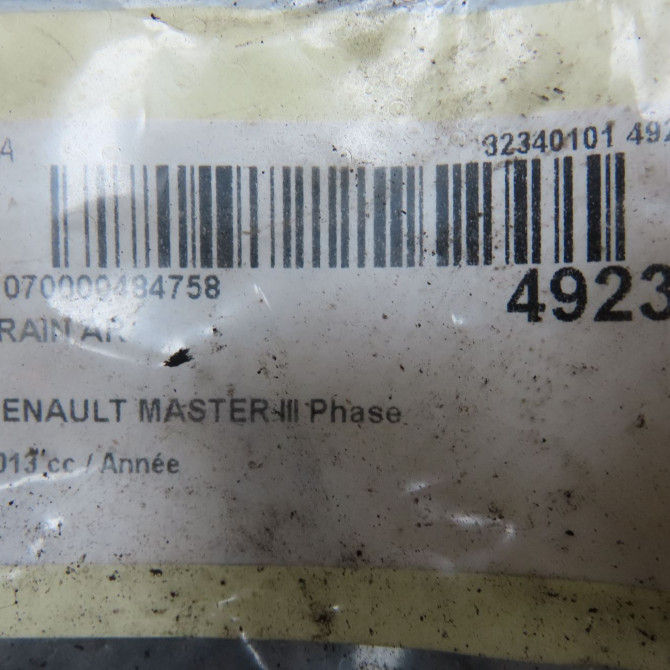 A
32340101 492
070000484758
4923
RAIN AR
ENAULT MASTER III Phase
013 cc / Année